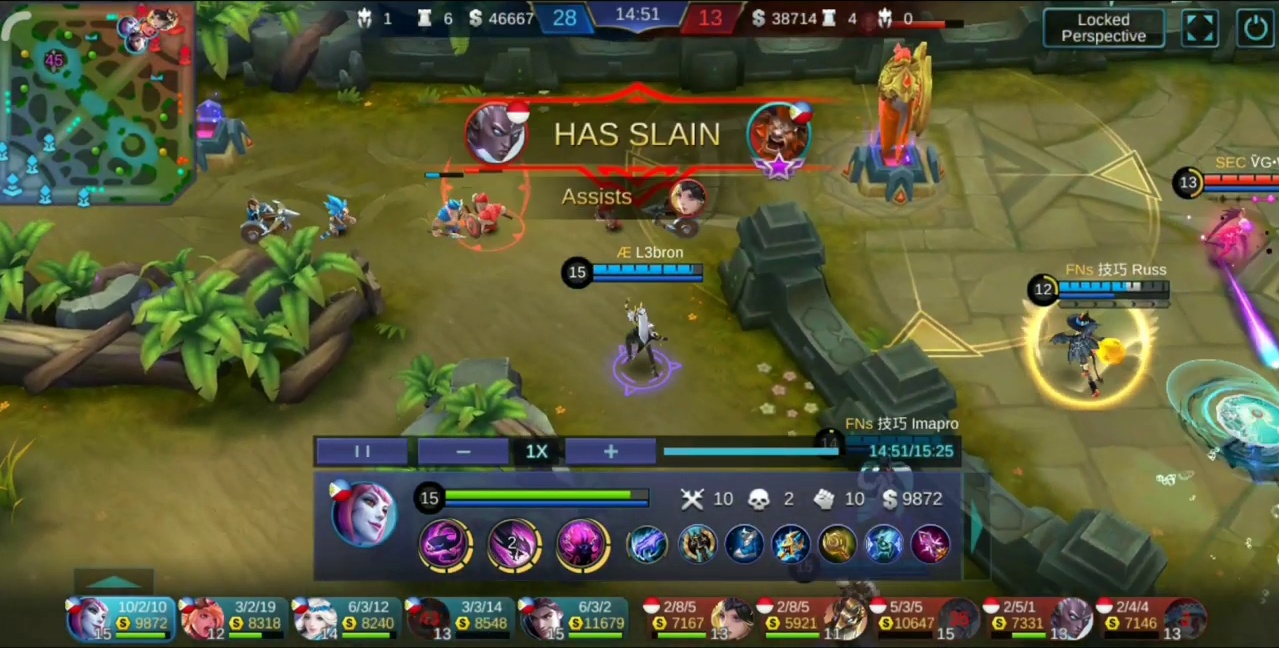 1 6 $ 46667 28 14:51 13 $ 38714 4 0
Locked
Perspective
45
HAS SLAIN
Assists
SEC
13
Æ L3bron
15
FNs 技巧 Russ
12
FNs 技巧 Imapro
14
1X
14:51/15:25
15 10 2 10 $ 9872
2
15
10/2/10 3/2/19 6/3/12 3/3/14 6/3/2 2/8/5 2/8/5 5/3/5 2/5/1 2/4/4
9872 8318 8240 8548 11679 7167 5921 10647 7331 7146
15 12 14 13 15 13 11 15 13 13